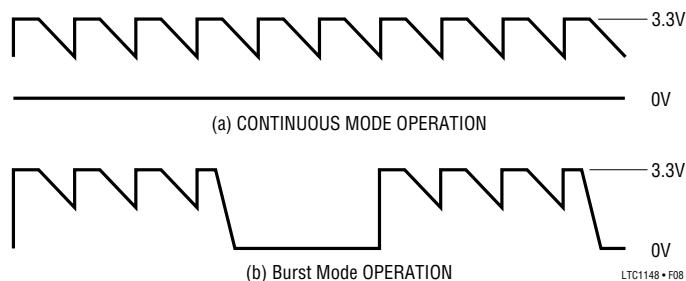 3.3V
0V
(a) CONTINUOUS MODE OPERATION
3.3V
0V
(b) Burst Mode OPERATION
LTC1148 • F08